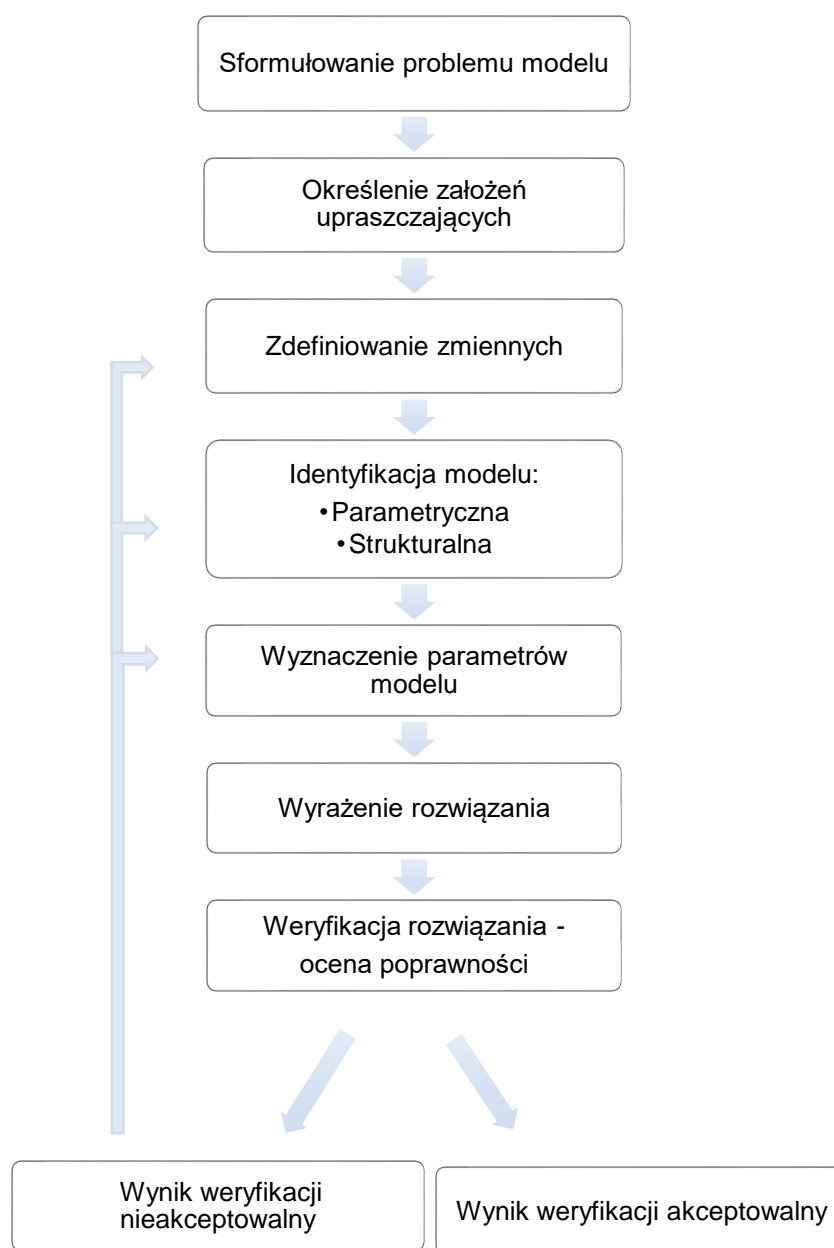 Sformułowanie problemu modelu
Określenie założeń
upraszczających
Zdefiniowanie zmiennych
Identyfikacja modelu:
•Parametryczna
•Strukturalna
Wyznaczenie parametrów
modelu
Wyrażenie rozwiązania
Weryfikacja rozwiązania -
ocena poprawności
Wynik weryfikacji
nieakceptowalny
Wynik weryfikacji akceptowalny